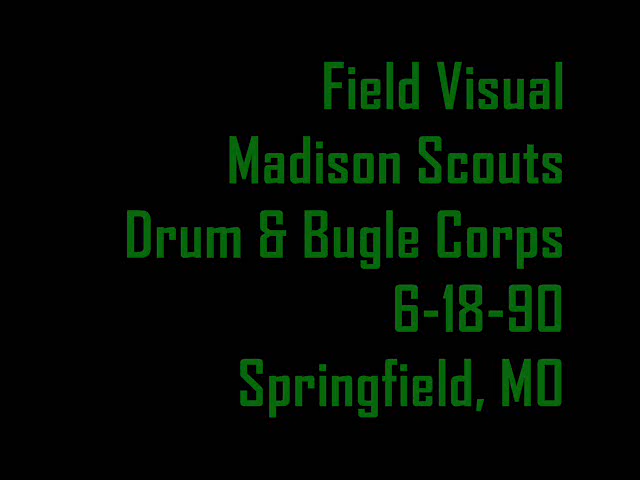 Field Visual
Madison Scouts
Drum & Bugle Corps
6-18-90
Springfield, MO